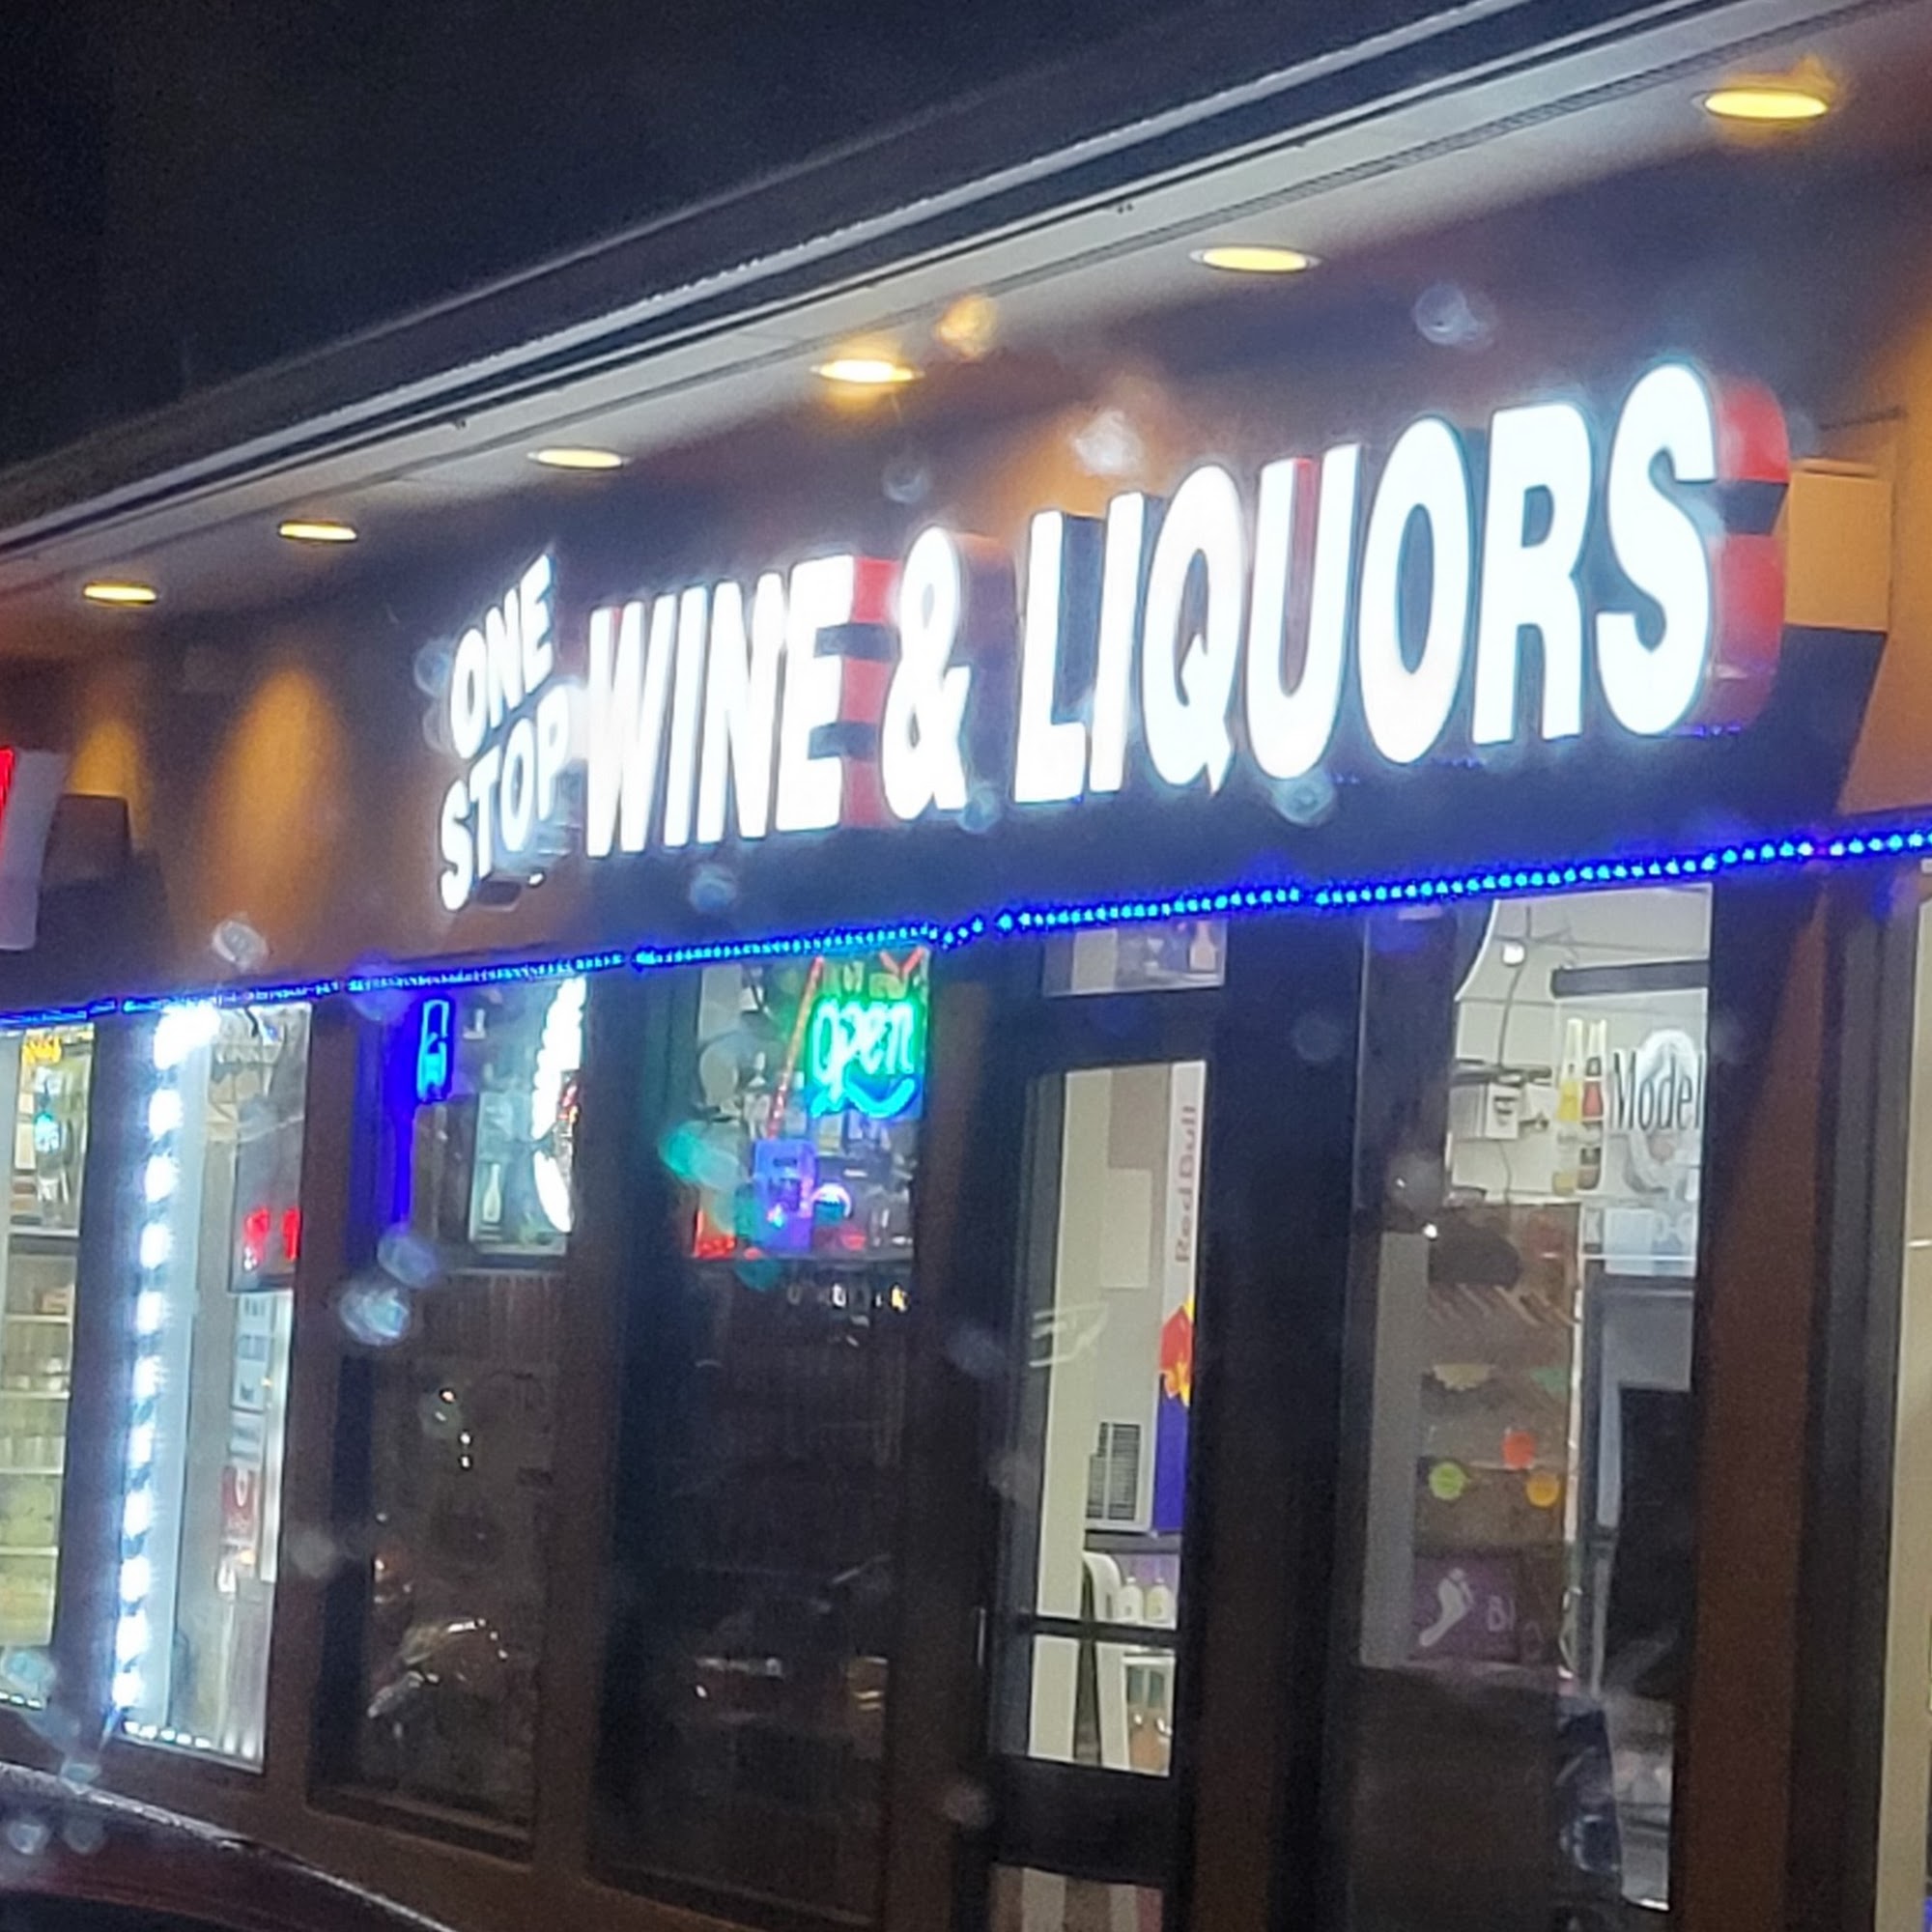 ONE
STOP
WINE & LIQUORS
open
Red Bull
Model